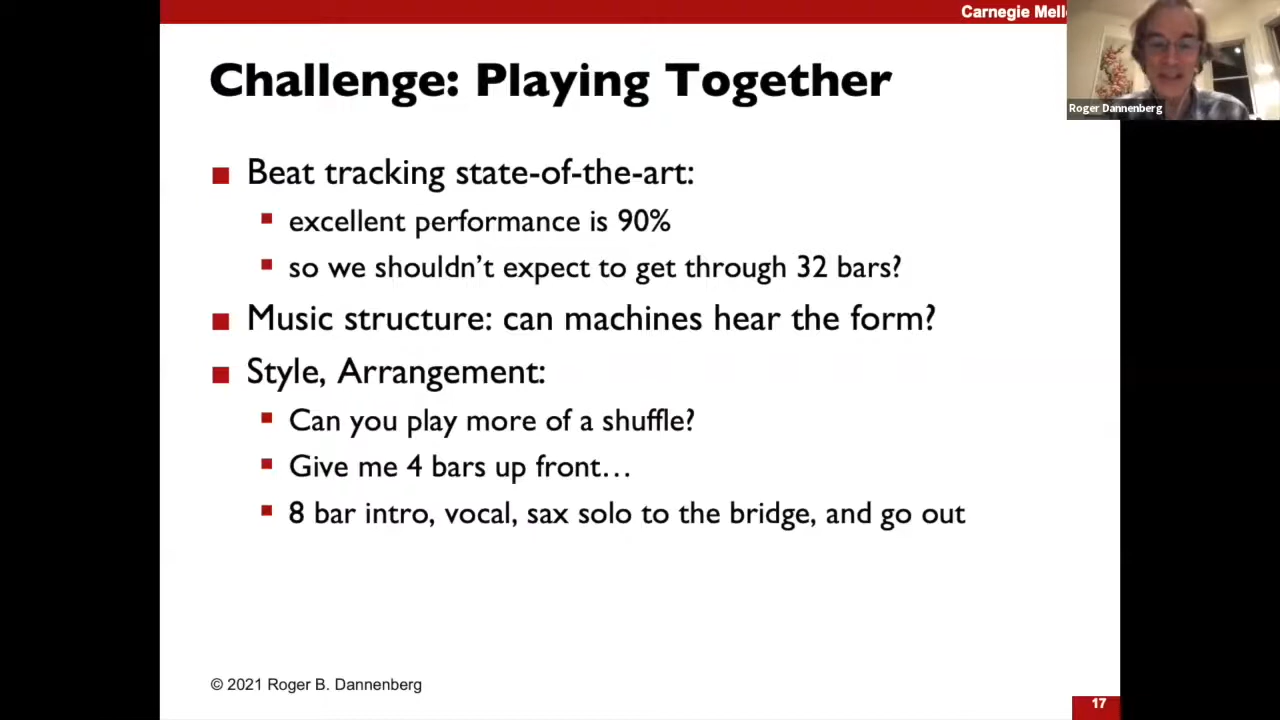 Carnegie Mell
Roger Dannenberg
Challenge: Playing Together
Beat tracking state-of-the-art:
excellent performance is 90%
so we shouldn't expect to get through 32 bars?
Music structure: can machines hear the form?
Style, Arrangement:
Can you play more of a shuffle?
Give me 4 bars up front…
8 bar intro, vocal, sax solo to the bridge, and go out
© 2021 Roger B. Dannenberg
17